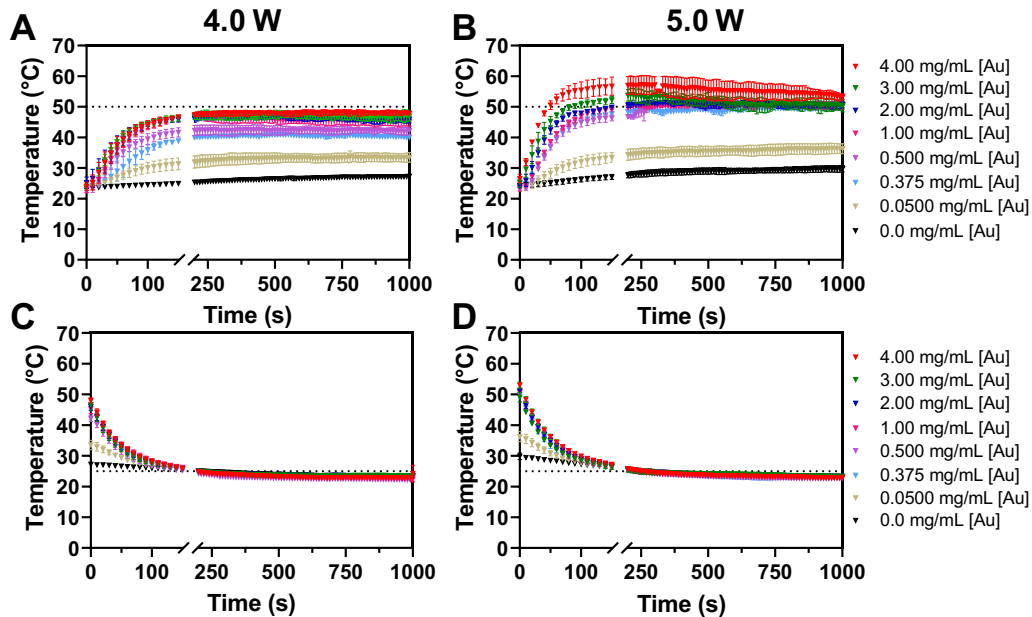 4.0 W
5.0 W
A
B
70
60
50
40
30
20
10
0
Temperature (°C)
0
100
250
500
750
1000
Time (s)
70
60
50
40
30
20
10
0
Temperature (°C)
0
100
250
500
750
1000
Time (s)
4.00 mg/mL [Au]
3.00 mg/mL [Au]
2.00 mg/mL [Au]
1.00 mg/mL [Au]
0.500 mg/mL [Au]
0.375 mg/mL [Au]
0.0500 mg/mL [Au]
0.0 mg/mL [Au]
C
D
70
60
50
40
30
20
10
0
Temperature (°C)
0
100
250
500
750
1000
Time (s)
70
60
50
40
30
20
10
0
Temperature (°C)
0
100
250
500
750
1000
Time (s)
4.00 mg/mL [Au]
3.00 mg/mL [Au]
2.00 mg/mL [Au]
1.00 mg/mL [Au]
0.500 mg/mL [Au]
0.375 mg/mL [Au]
0.0500 mg/mL [Au]
0.0 mg/mL [Au]